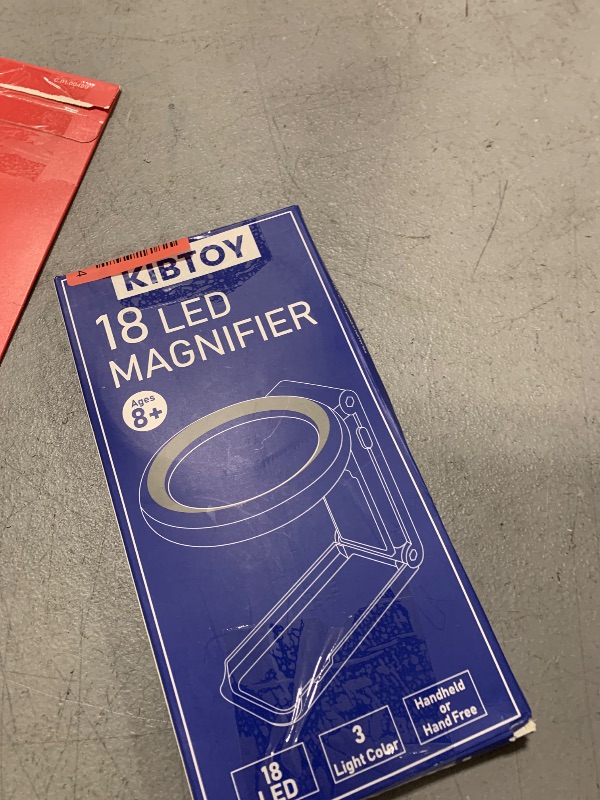 KIBTOY
18 LED
MAGNIFIER
Ages
8+
18
LED
3
Light Color
Handheld
or
Hand Free